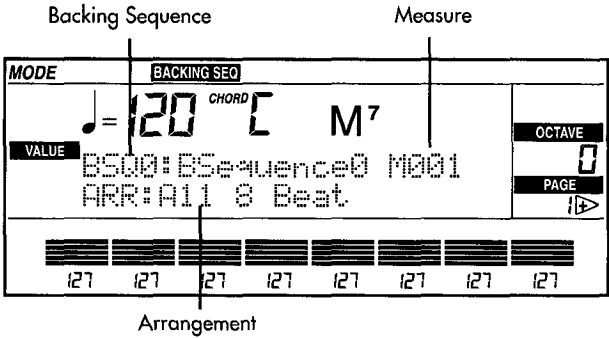 Backing Sequence Measure
MODE BACKING SEQ
♩= 120 CHORD C M7
OCTAVE
0
VALUE BSQ0:BSequence0 M001
PAGE
ARR:A11 8 Beat
1+
127 127 127 127 127 127 127 127
Arrangement